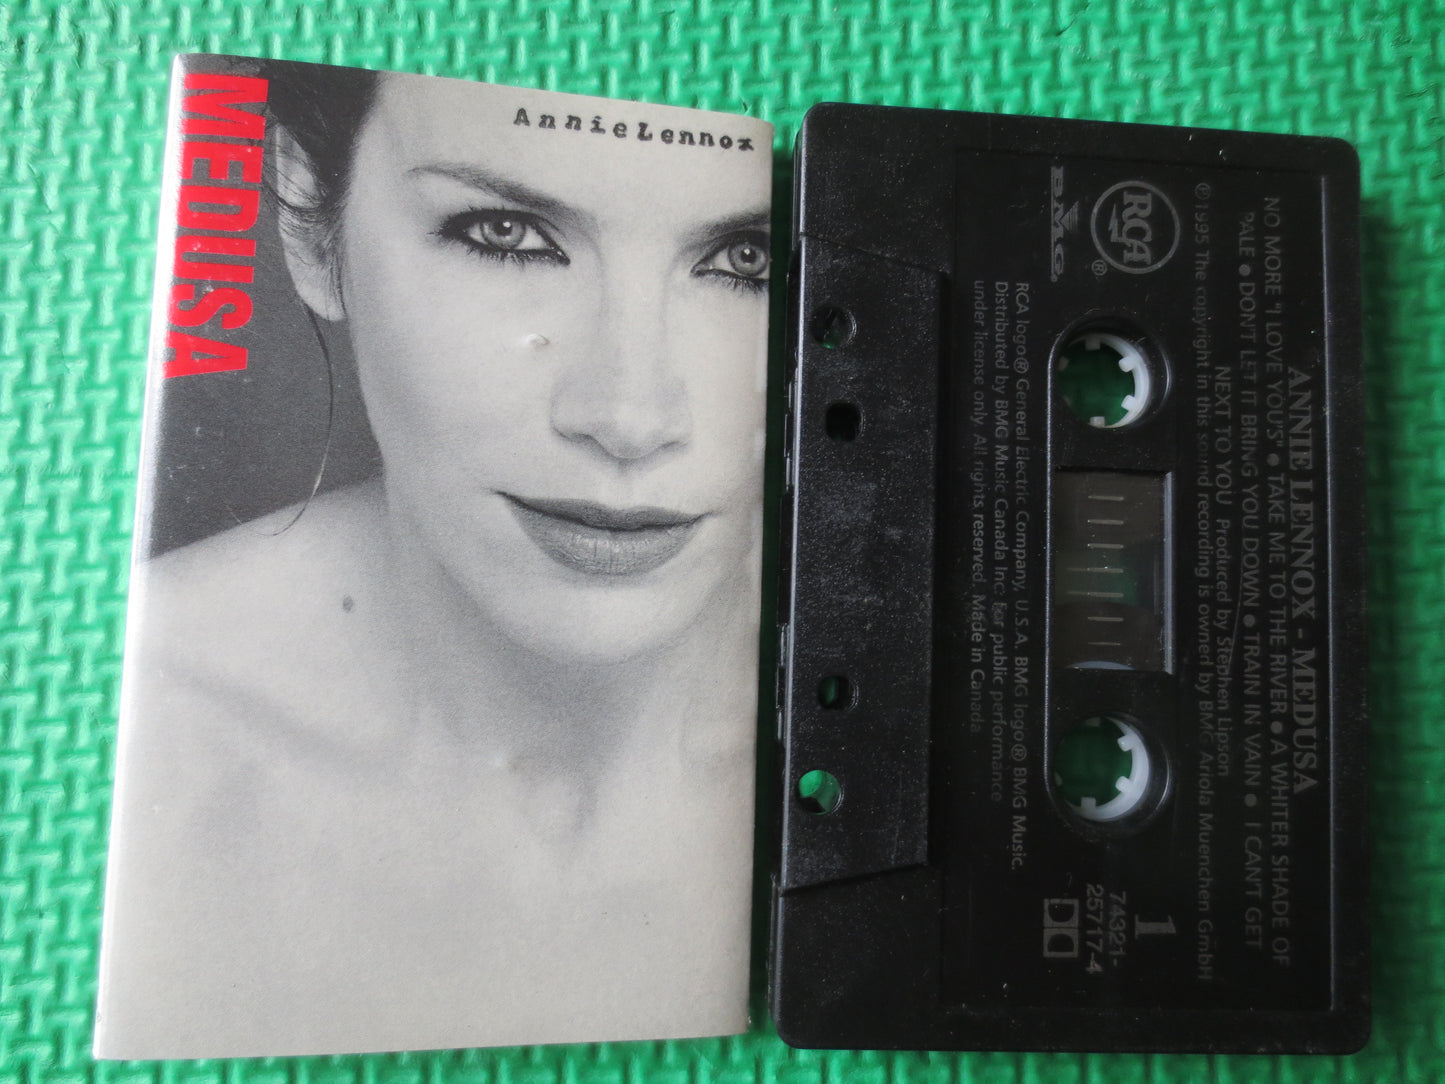 MEDUSA
AnnieLennox
ANNIE LENNOX - MEDUSA
NO MORE "I LOVE YOU'S" • TAKE ME TO THE RIVER • A WHITER SHADE OF
PALE • DON'T LET IT BRING YOU DOWN • TRAIN IN VAIN • I CAN'T GET
NEXT TO YOU Produced by Stephen Lipson
℗ 1995 The copyright in this sound recording is owned by BMG Ariola Muenchen GmbH
RCA ®
BMG
1
74321-
25717-4
RCA logo® General Electric Company, U.S.A. BMG logo® BMG Music.
Distributed by BMG Music Canada Inc. for public performance
under license only. All rights reserved. Made in Canada